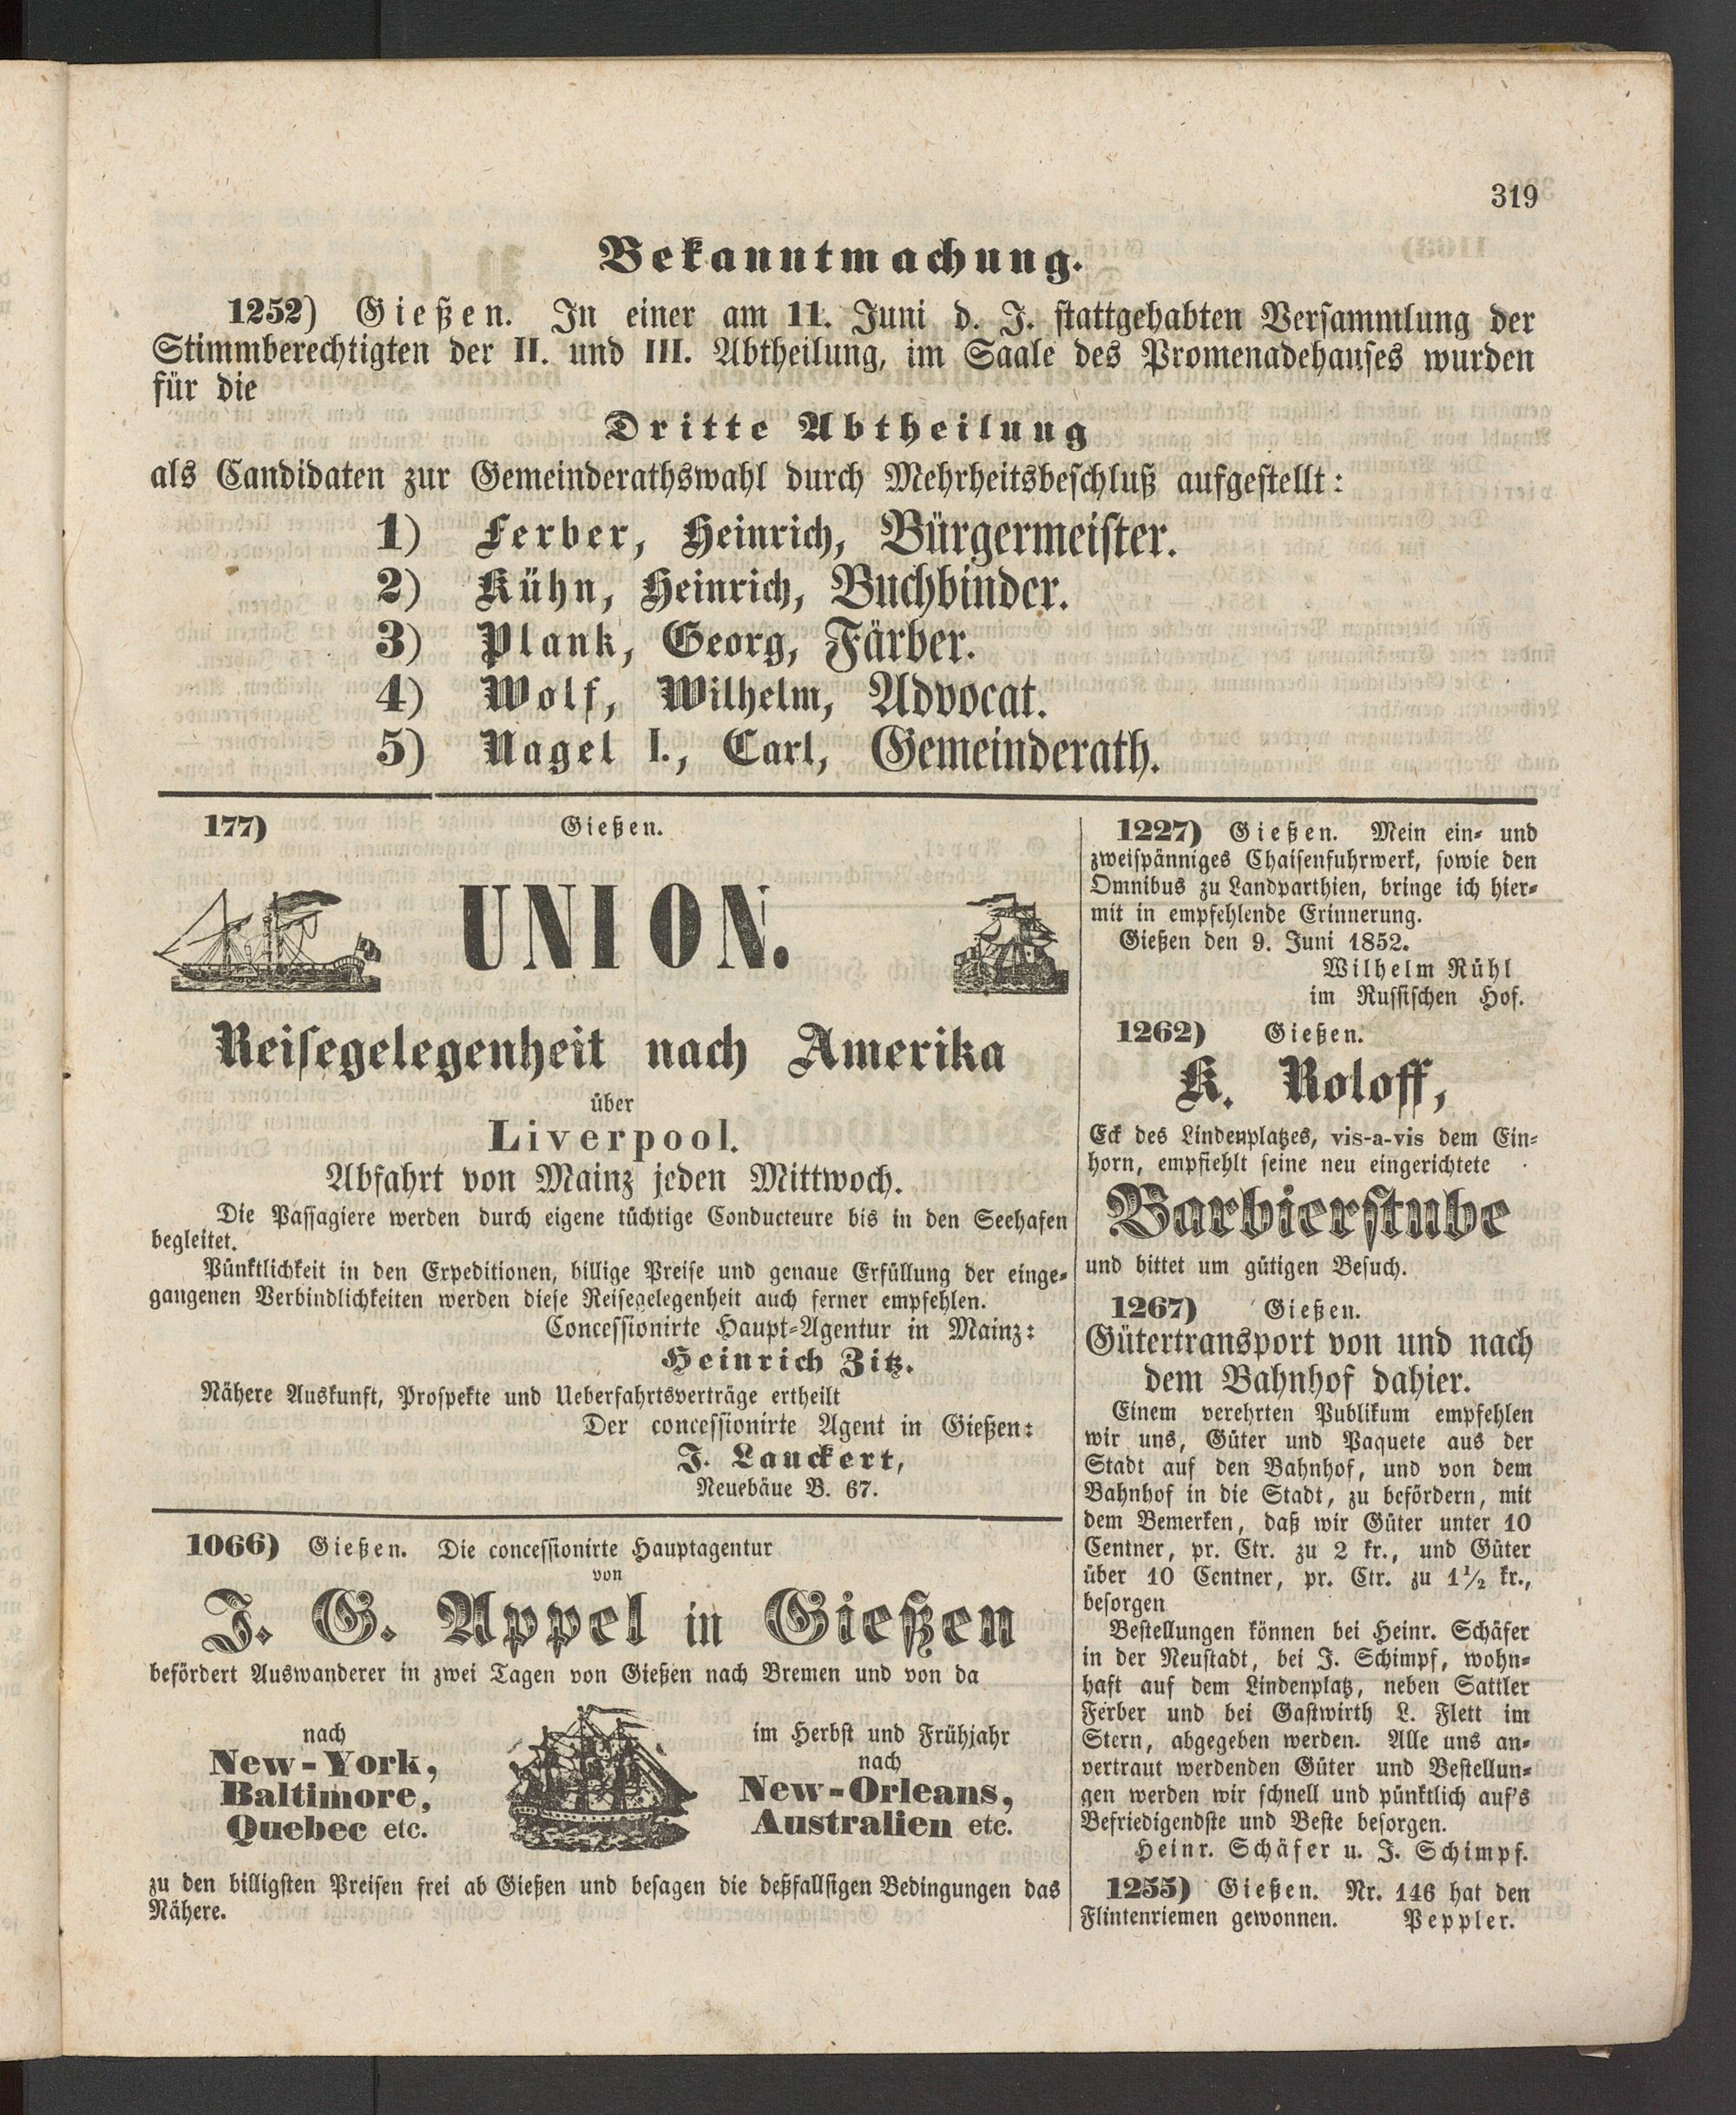 319
Bekanntmachung.
1252) Gießen. In einer am 11. Juni d. J. stattgehabten Versammlung der
Stimmberechtigten der II. und III. Abtheilung, im Saale des Promenadehauses wurden
für die
Dritte Abtheilung
als Candidaten zur Gemeinderathswahl durch Mehrheitsbeschluß aufgestellt:
1) Ferber, Heinrich, Bürgermeister.
2) Kühn, Heinrich, Buchbinder.
3) Plank, Georg, Färber.
4) Wolf, Wilhelm, Advocat.
5) Nagel I., Carl, Gemeinderath.
177) Gießen.
UNION.
Reisegelegenheit nach Amerika
über
Liverpool.
Abfahrt von Mainz jeden Mittwoch.
Die Passagiere werden durch eigene tüchtige Conducteure bis in den Seehafen
begleitet.
Pünktlichkeit in den Expeditionen, billige Preise und genaue Erfüllung der einge-
gangenen Verbindlichkeiten werden diese Reisegelegenheit auch ferner empfehlen.
Concessionirte Haupt-Agentur in Mainz:
Heinrich Zitz.
Nähere Auskunft, Prospekte und Ueberfahrtsverträge ertheilt
Der concessionirte Agent in Gießen:
J. Lauckert,
Neuebäue B. 67.
1066) Gießen. Die concessionirte Hauptagentur
von
J. G. Appel in Gießen
befördert Auswanderer in zwei Tagen von Gießen nach Bremen und von da
nach
New-York,
Baltimore,
Quebec etc.
im Herbst und Frühjahr
nach
New-Orleans,
Australien etc.
zu den billigsten Preisen frei ab Gießen und besagen die deßfallsigen Bedingungen das
Nähere.
1227) Gießen. Mein ein- und
zweispänniges Chaisenfuhrwerk, sowie den
Omnibus zu Landparthien, bringe ich hier-
mit in empfehlende Erinnerung.
Gießen den 9. Juni 1852.
Wilhelm Rühl
im Russischen Hof.
1262) Gießen.
K. Roloff,
Eck des Lindenplatzes, vis-a-vis dem Ein-
horn, empfiehlt seine neu eingerichtete
Barbierstube
und bittet um gütigen Besuch.
1267) Gießen.
Gütertransport von und nach
dem Bahnhof dahier.
Einem verehrten Publikum empfehlen
wir uns, Güter und Paquete aus der
Stadt auf den Bahnhof, und von dem
Bahnhof in die Stadt, zu befördern, mit
dem Bemerken, daß wir Güter unter 10
Centner, pr. Ctr. zu 2 kr., und Güter
über 10 Centner, pr. Ctr. zu 1½ kr.,
besorgen
Bestellungen können bei Heinr. Schäfer
in der Neustadt, bei J. Schimpf, wohn-
haft auf dem Lindenplatz, neben Sattler
Ferber und bei Gastwirth L. Flett im
Stern, abgegeben werden. Alle uns an-
vertraut werdenden Güter und Bestellun-
gen werden wir schnell und pünktlich auf's
Befriedigendste und Beste besorgen.
Heinr. Schäfer u. J. Schimpf.
1255) Gießen. Nr. 146 hat den
Flintenriemen gewonnen. Peppler.